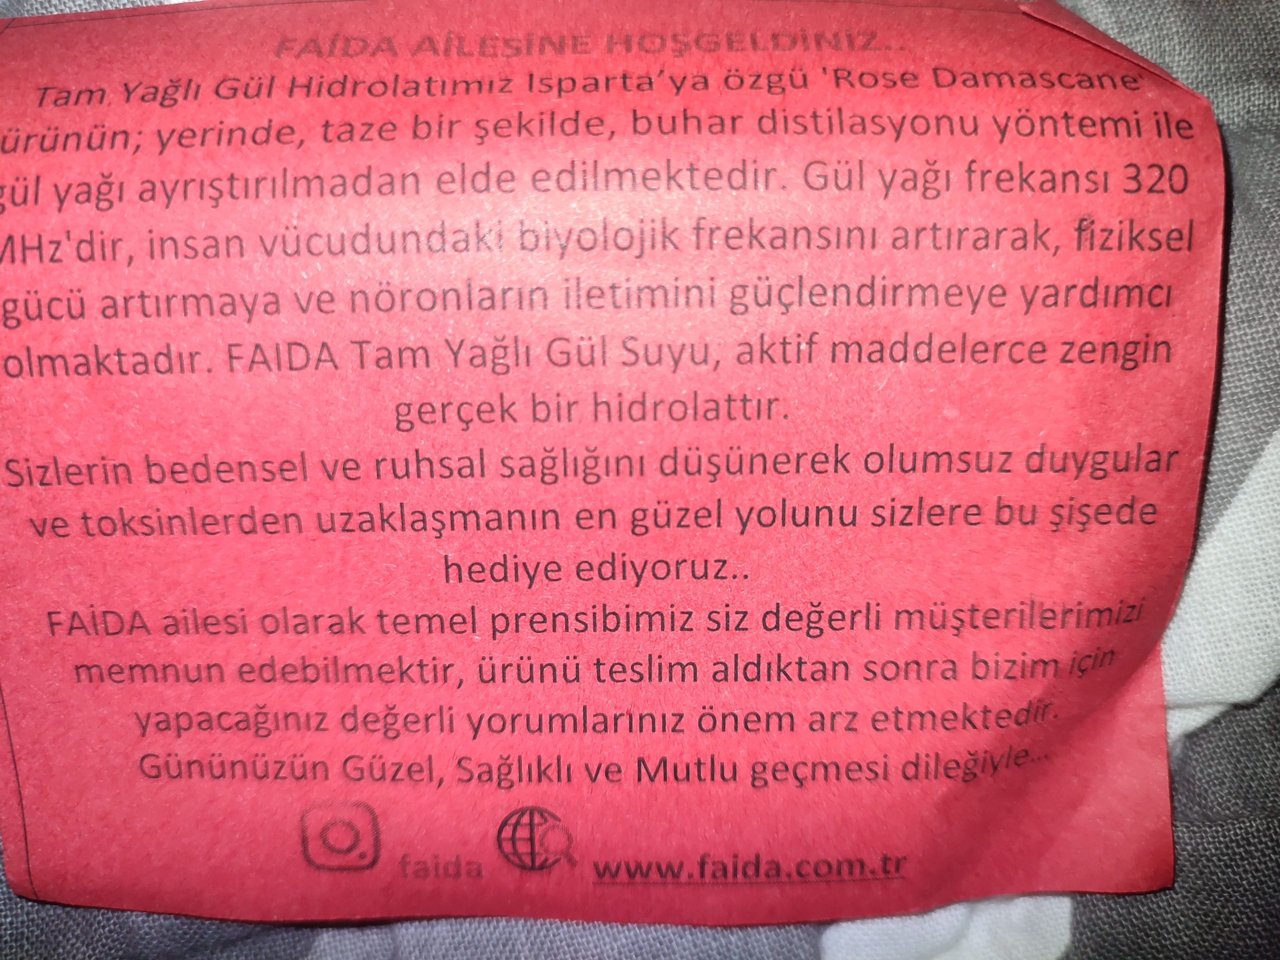 FAİDA AİLESİNE HOŞGELDİNİZ..
Tam Yağlı Gül Hidrolatımız Isparta’ya özgü 'Rose Damascane'
ürünün; yerinde, taze bir şekilde, buhar distilasyonu yöntemi ile
gül yağı ayrıştırılmadan elde edilmektedir. Gül yağı frekansı 320
MHz'dir, insan vücudundaki biyolojik frekansını artırarak, fiziksel
gücü artırmaya ve nöronların iletimini güçlendirmeye yardımcı
olmaktadır. FAIDA Tam Yağlı Gül Suyu, aktif maddelerce zengin
gerçek bir hidrolattır.
Sizlerin bedensel ve ruhsal sağlığını düşünerek olumsuz duygular
ve toksinlerden uzaklaşmanın en güzel yolunu sizlere bu şişede
hediye ediyoruz..
FAİDA ailesi olarak temel prensibimiz siz değerli müşterilerimizi
memnun edebilmektir, ürünü teslim aldıktan sonra bizim için
yapacağınız değerli yorumlarınız önem arz etmektedir.
Gününüzün Güzel, Sağlıklı ve Mutlu geçmesi dileğiyle...
faida www.faida.com.tr